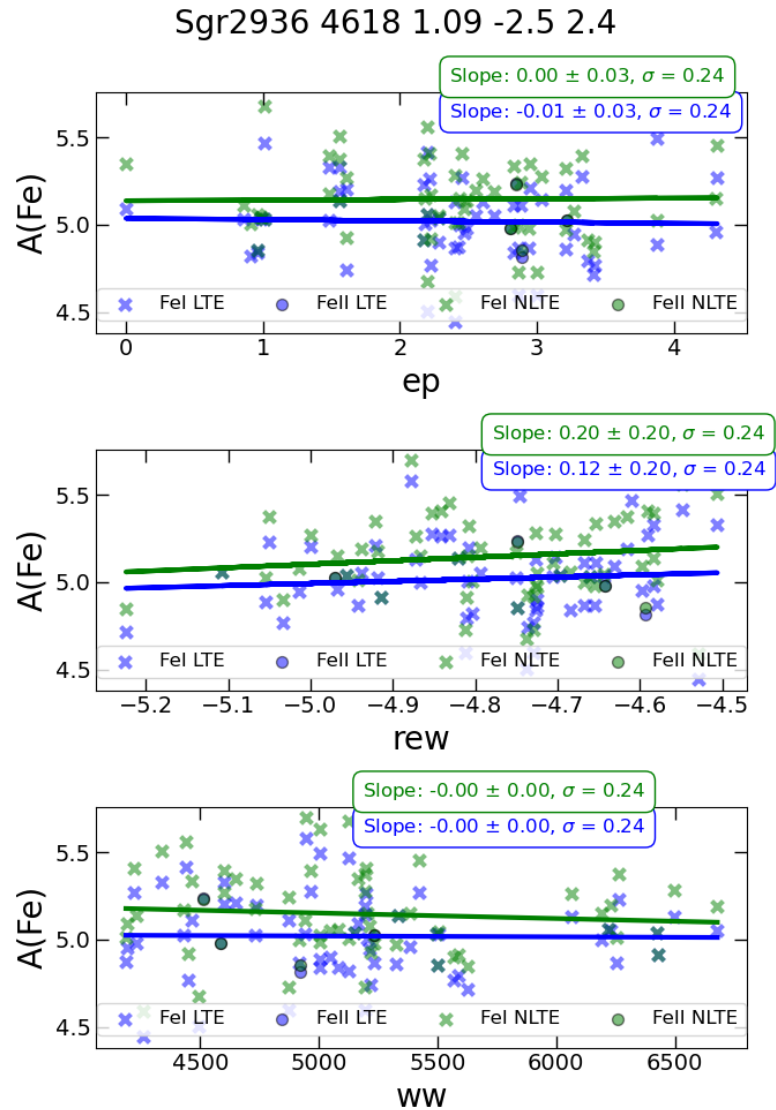 Sgr2936 4618 1.09 -2.5 2.4
Slope: 0.00 ± 0.03, σ = 0.24
Slope: -0.01 ± 0.03, σ = 0.24
5.5
5.0
4.5
A(Fe)
FeI LTE FeII LTE FeI NLTE FeII NLTE
0 1 2 3 4
ep
Slope: 0.20 ± 0.20, σ = 0.24
Slope: 0.12 ± 0.20, σ = 0.24
5.5
5.0
4.5
A(Fe)
FeI LTE FeII LTE FeI NLTE FeII NLTE
−5.2 −5.1 −5.0 −4.9 −4.8 −4.7 −4.6 −4.5
rew
Slope: -0.00 ± 0.00, σ = 0.24
Slope: -0.00 ± 0.00, σ = 0.24
5.5
5.0
4.5
A(Fe)
FeI LTE FeII LTE FeI NLTE FeII NLTE
4500 5000 5500 6000 6500
ww